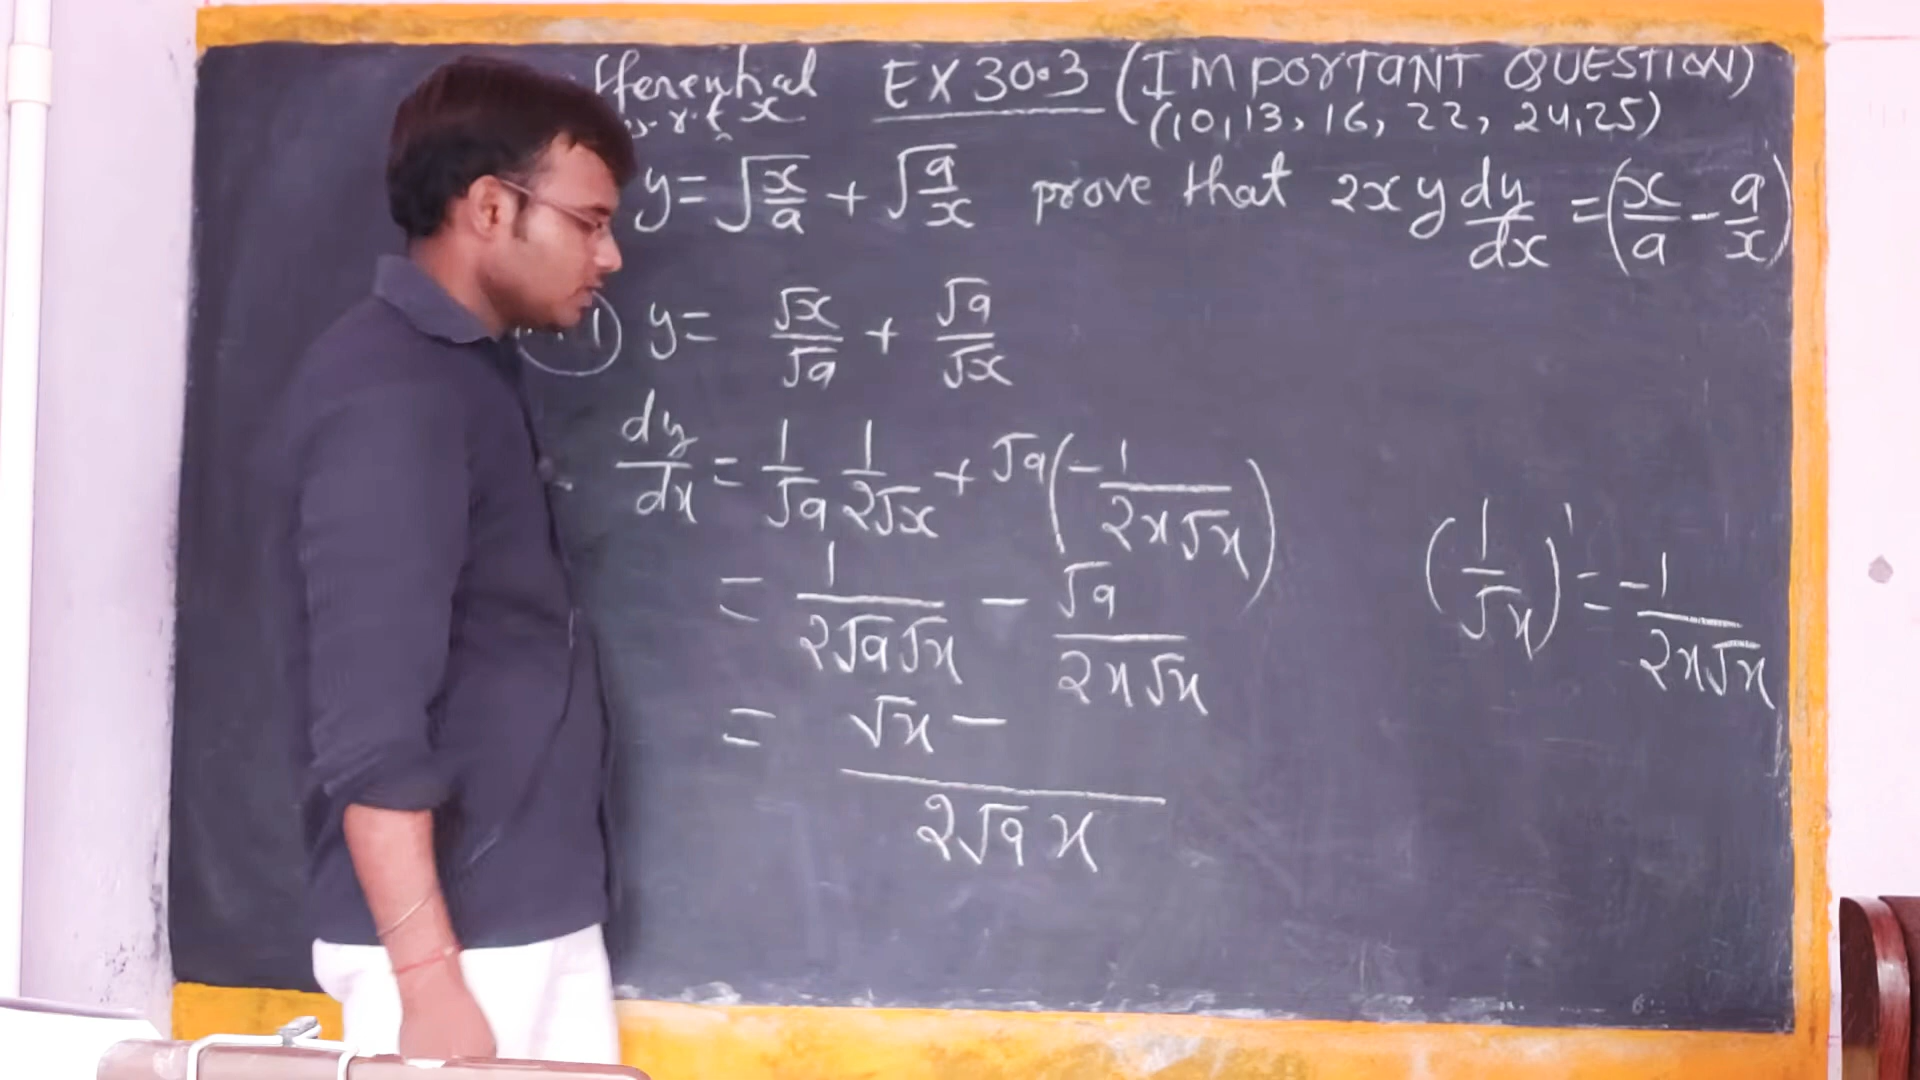 fferential EX 30.3 (IMPORTANT QUESTION)
w.r.t x (10, 13, 16, 22, 24, 25)
y = √(x/a) + √(a/x) prove that 2xy dy/dx = (x/a - a/x)
y = √x/√a + √a/√x
dy/dx = 1/√a 1/2√x + √a(-1/2x√x)
= 1/2√a√x - √a/2x√x
(1/√x)' = -1/2x√x
= √x - / 2√a x